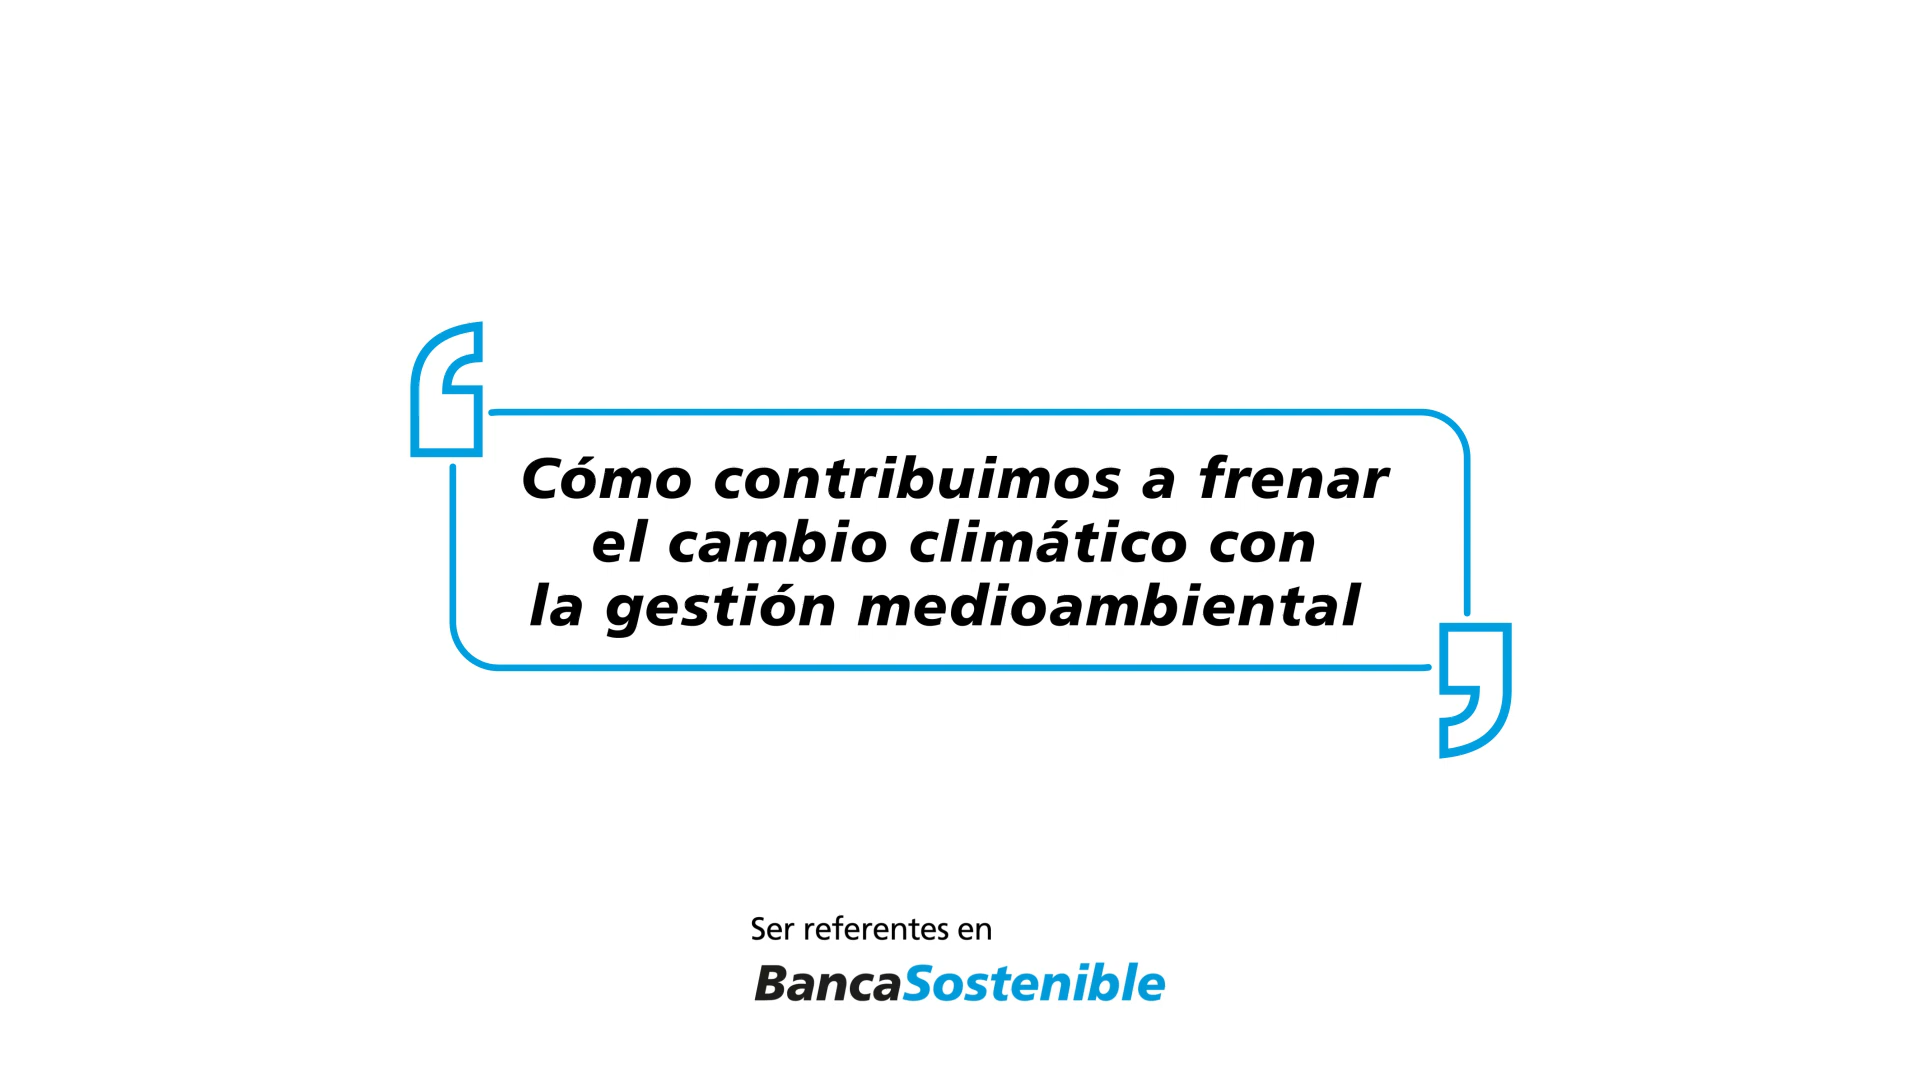 Cómo contribuimos a frenar
el cambio climático con
la gestión medioambiental
Ser referentes en
BancaSostenible